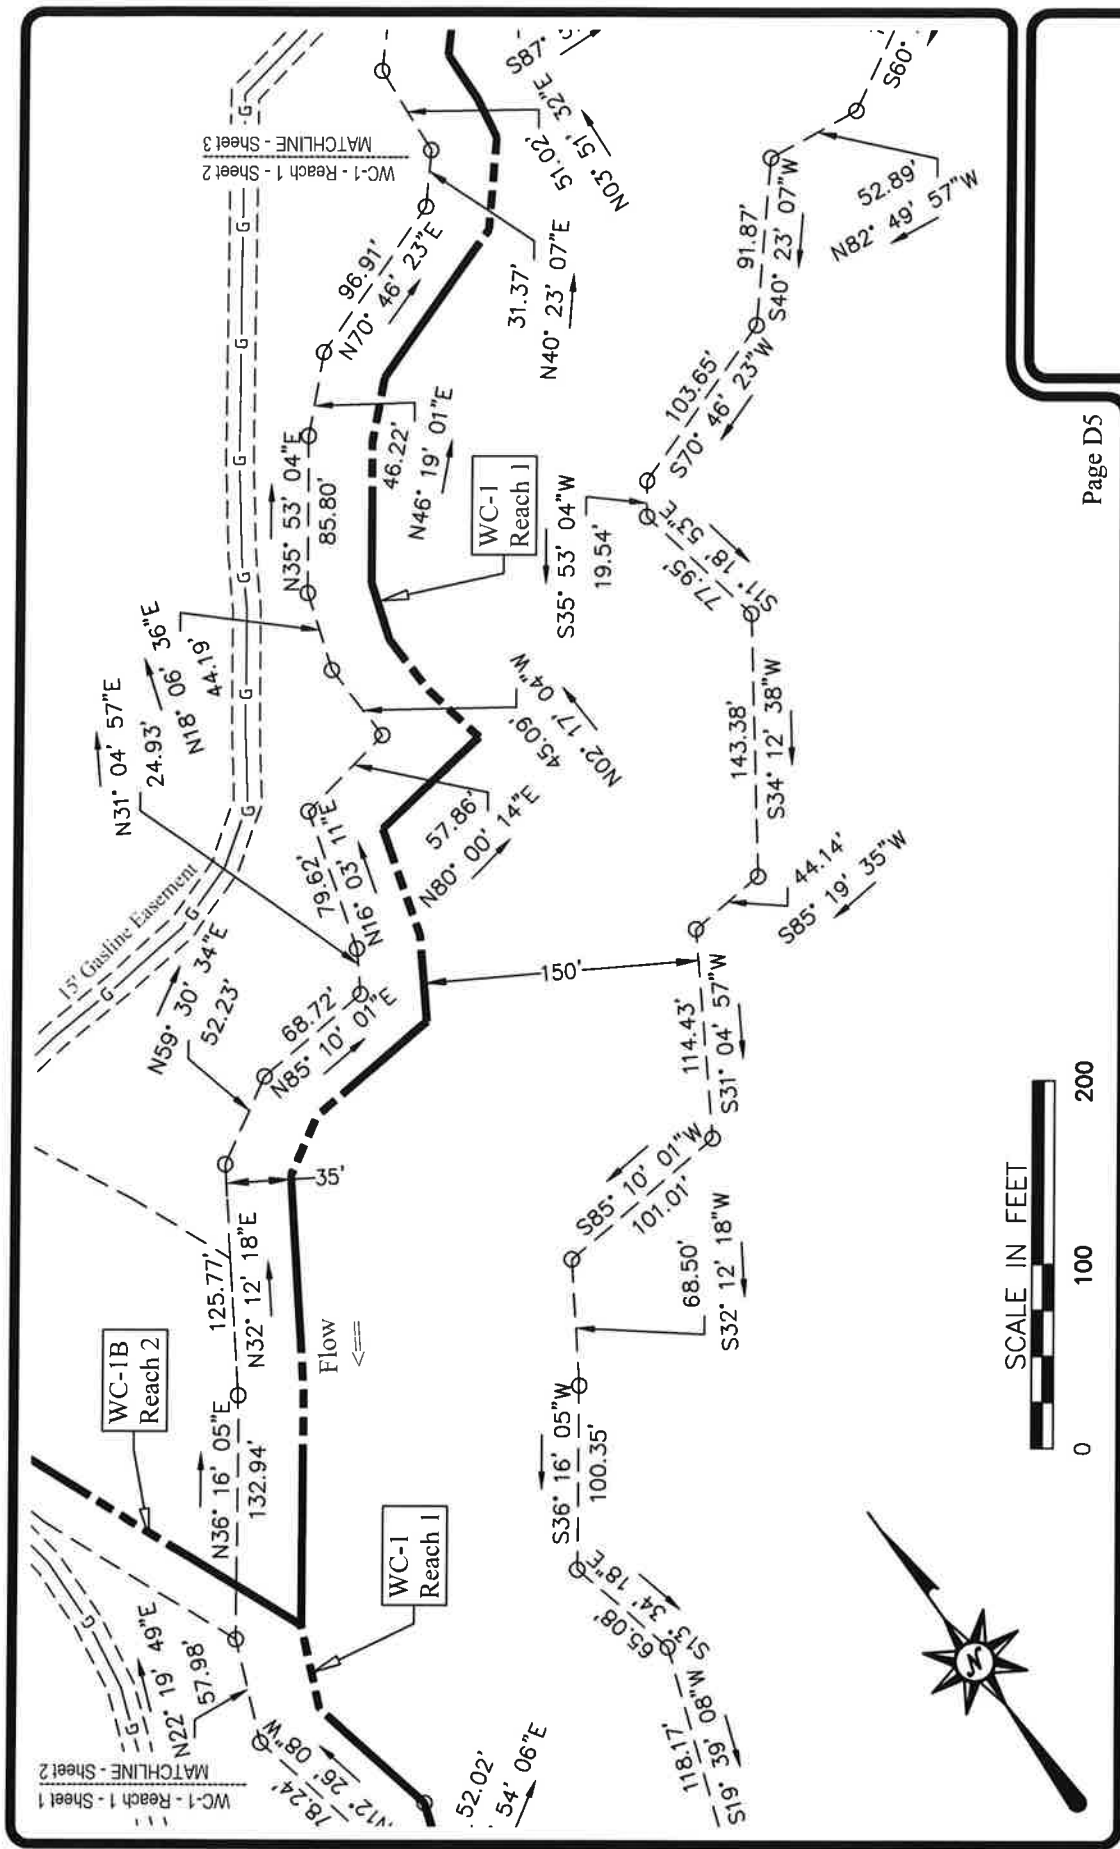 WC-1 - Reach 1 - Sheet 1
MATCHLINE - Sheet 2
WC-1 - Reach 1 - Sheet 2
MATCHLINE - Sheet 3
15' Gasline Easement
G
G
G
G
G
G
G
G
G
G
G
G
N12° 26' 08"W
78.24'
N22° 19' 49"E
57.98'
N36° 16' 05"E
132.94'
N32° 12' 18"E
125.77'
N59° 30' 34"E
52.23'
N85° 10' 01"E
68.72'
N31° 04' 57"E
24.93'
N16° 03' 11"E
79.62'
N80° 00' 14"E
57.86'
N02° 17' 04"W
45.09'
N18° 06' 36"E
44.19'
N35° 53' 04"E
85.80'
46.22'
N46° 19' 01"E
96.91'
N70° 46' 23"E
31.37'
N40° 23' 07"E
51.02'
N03° 51' 32"E
S87°
WC-1B
Reach 2
WC-1
Reach 1
WC-1
Reach 1
Flow
<==
35'
150'
52.02'
54' 06"E
S60°
52.89'
N82° 49' 57"W
91.87'
S40° 23' 07"W
103.65'
S70° 46' 23"W
S35° 53' 04"W
19.54'
77.95'
S11° 18' 53"E
143.38'
S34° 12' 38"W
44.14'
S85° 19' 35"W
114.43'
S31° 04' 57"W
S85° 10' 01"W
101.01'
68.50'
S32° 12' 18"W
S36° 16' 05"W
100.35'
65.08'
S13° 34' 18"E
118.17'
S19° 39' 08"W
N
SCALE IN FEET
0 100 200
Page D5